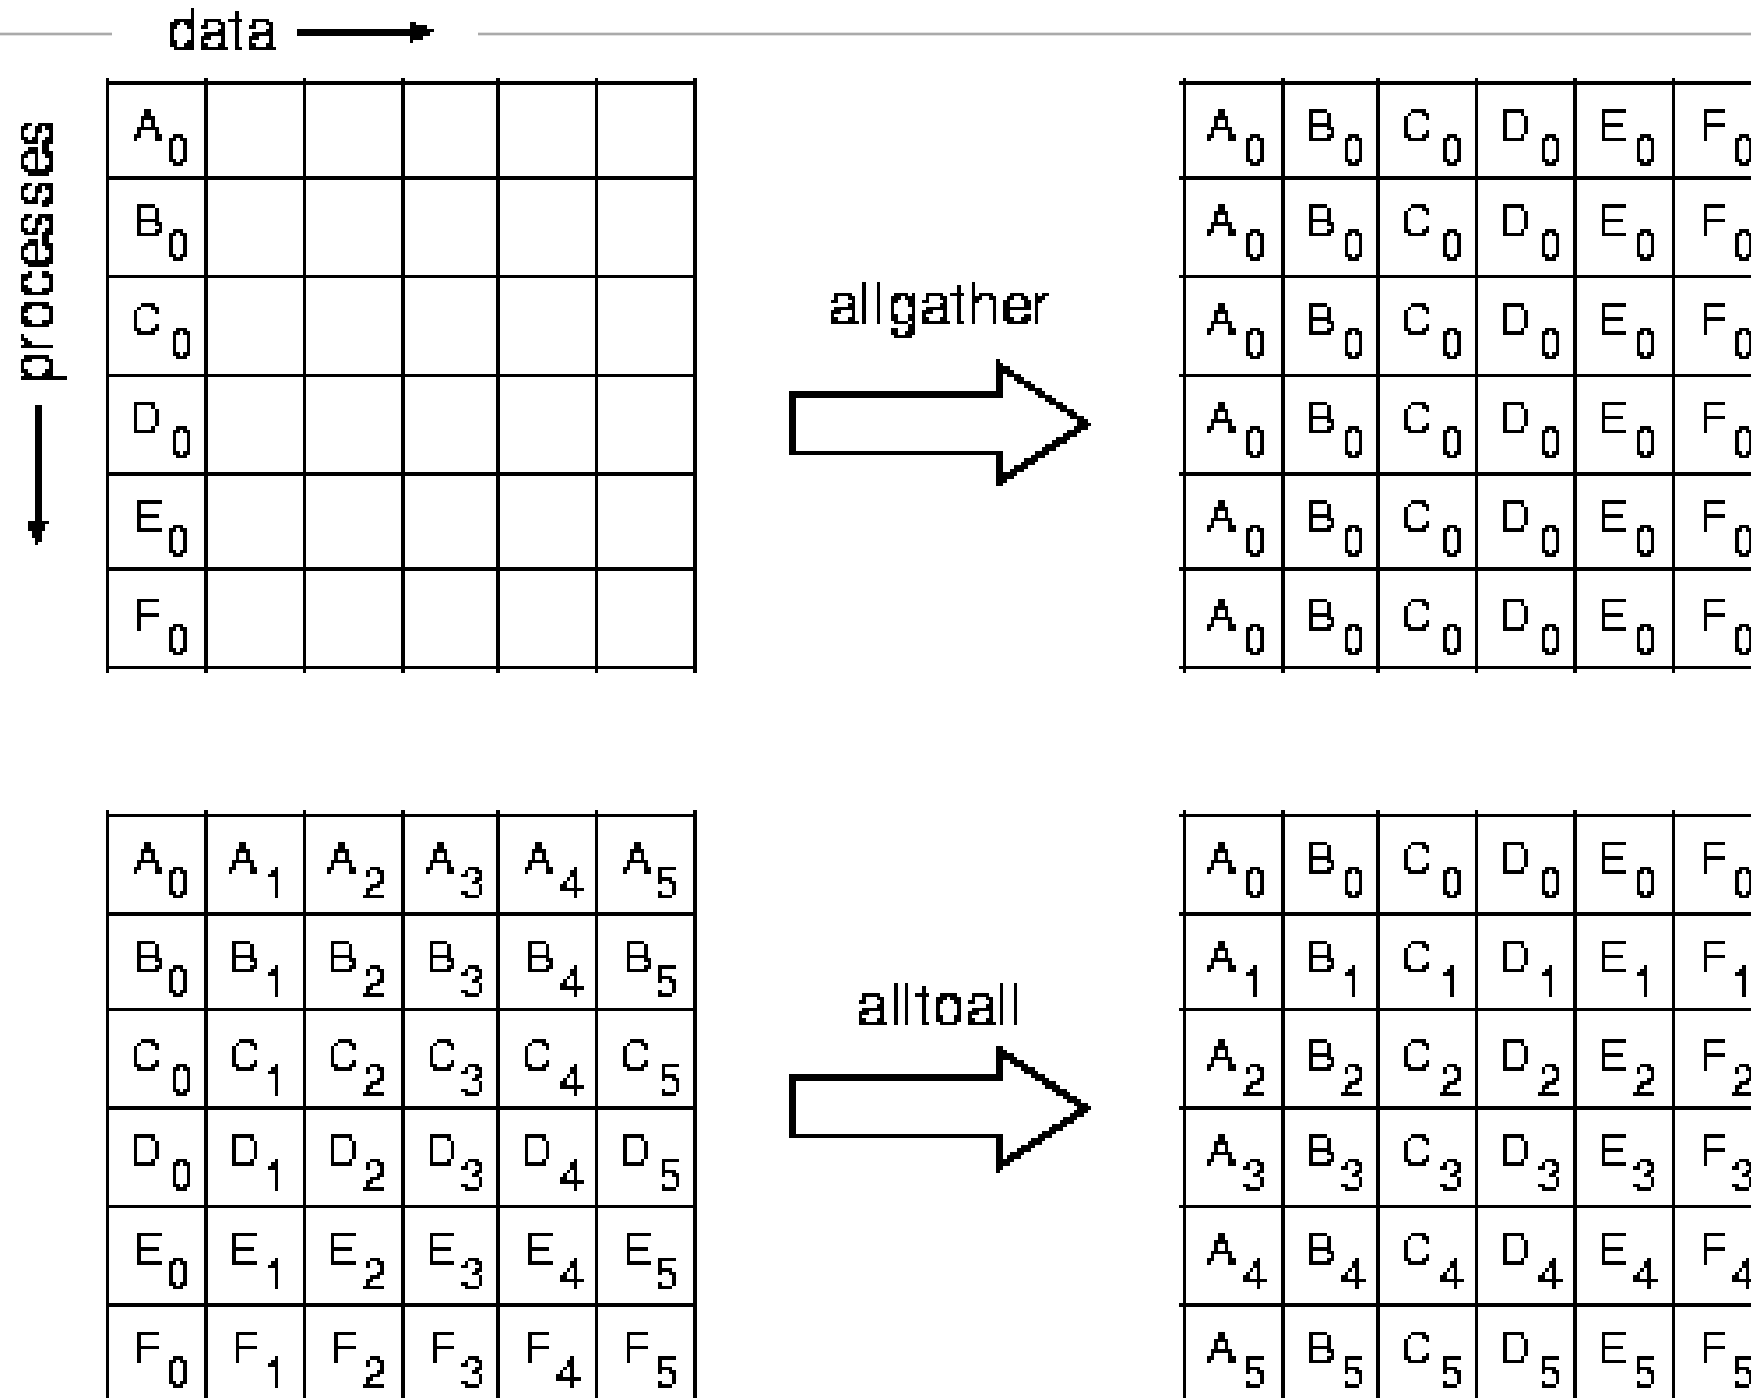 data
processes
A0 A0 B0 C0 D0 E0 F0
B0 A0 B0 C0 D0 E0 F0
C0 A0 B0 C0 D0 E0 F0
D0 A0 B0 C0 D0 E0 F0
E0 A0 B0 C0 D0 E0 F0
F0 A0 B0 C0 D0 E0 F0
allgather
A0 A1 A2 A3 A4 A5 A0 B0 C0 D0 E0 F0
B0 B1 B2 B3 B4 B5 A1 B1 C1 D1 E1 F1
C0 C1 C2 C3 C4 C5 A2 B2 C2 D2 E2 F2
D0 D1 D2 D3 D4 D5 A3 B3 C3 D3 E3 F3
E0 E1 E2 E3 E4 E5 A4 B4 C4 D4 E4 F4
F0 F1 F2 F3 F4 F5 A5 B5 C5 D5 E5 F5
alltoall